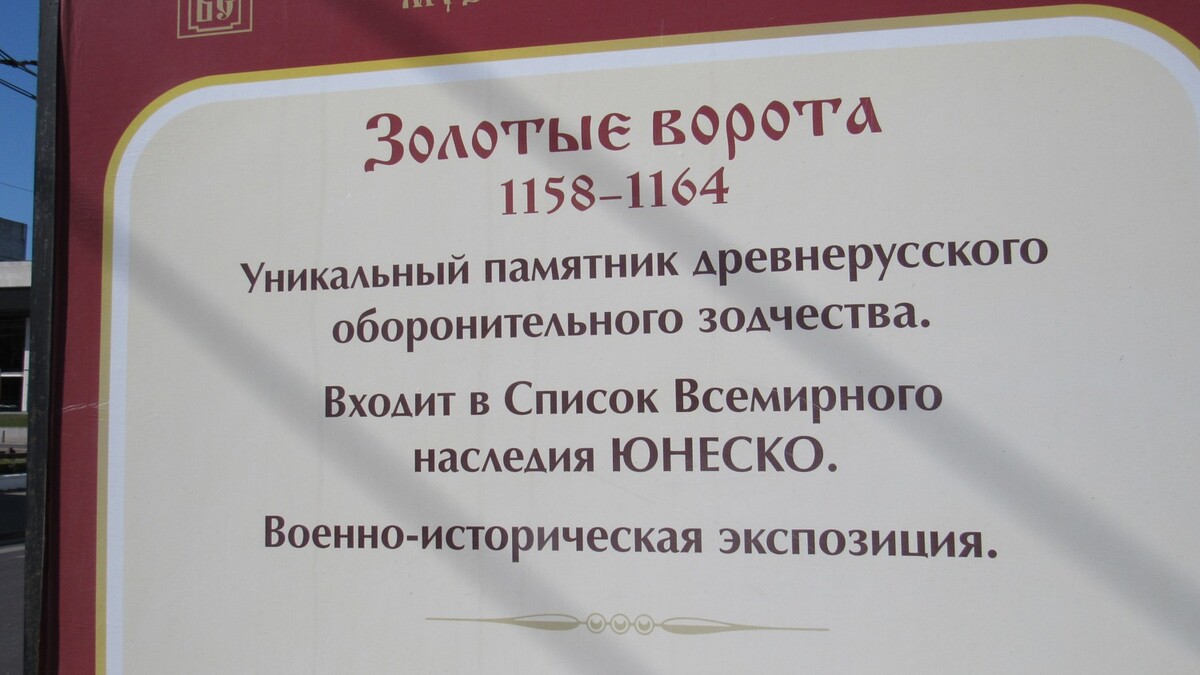 Золотые ворота
1158–1164
Уникальный памятник древнерусского
оборонительного зодчества.
Входит в Список Всемирного
наследия ЮНЕСКО.
Военно-историческая экспозиция.